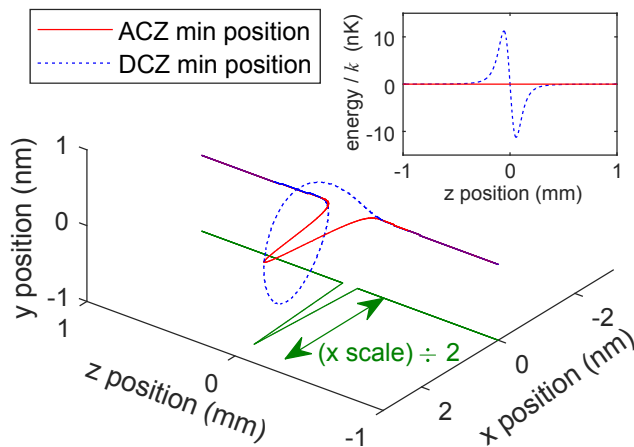 ACZ min position
DCZ min position
energy / k (nK)
10
0
-10
-1
0
1
z position (mm)
y position (nm)
1
0
-1
1
0
-1
z position (mm)
(x scale) ÷ 2
-2
0
2
x position (nm)